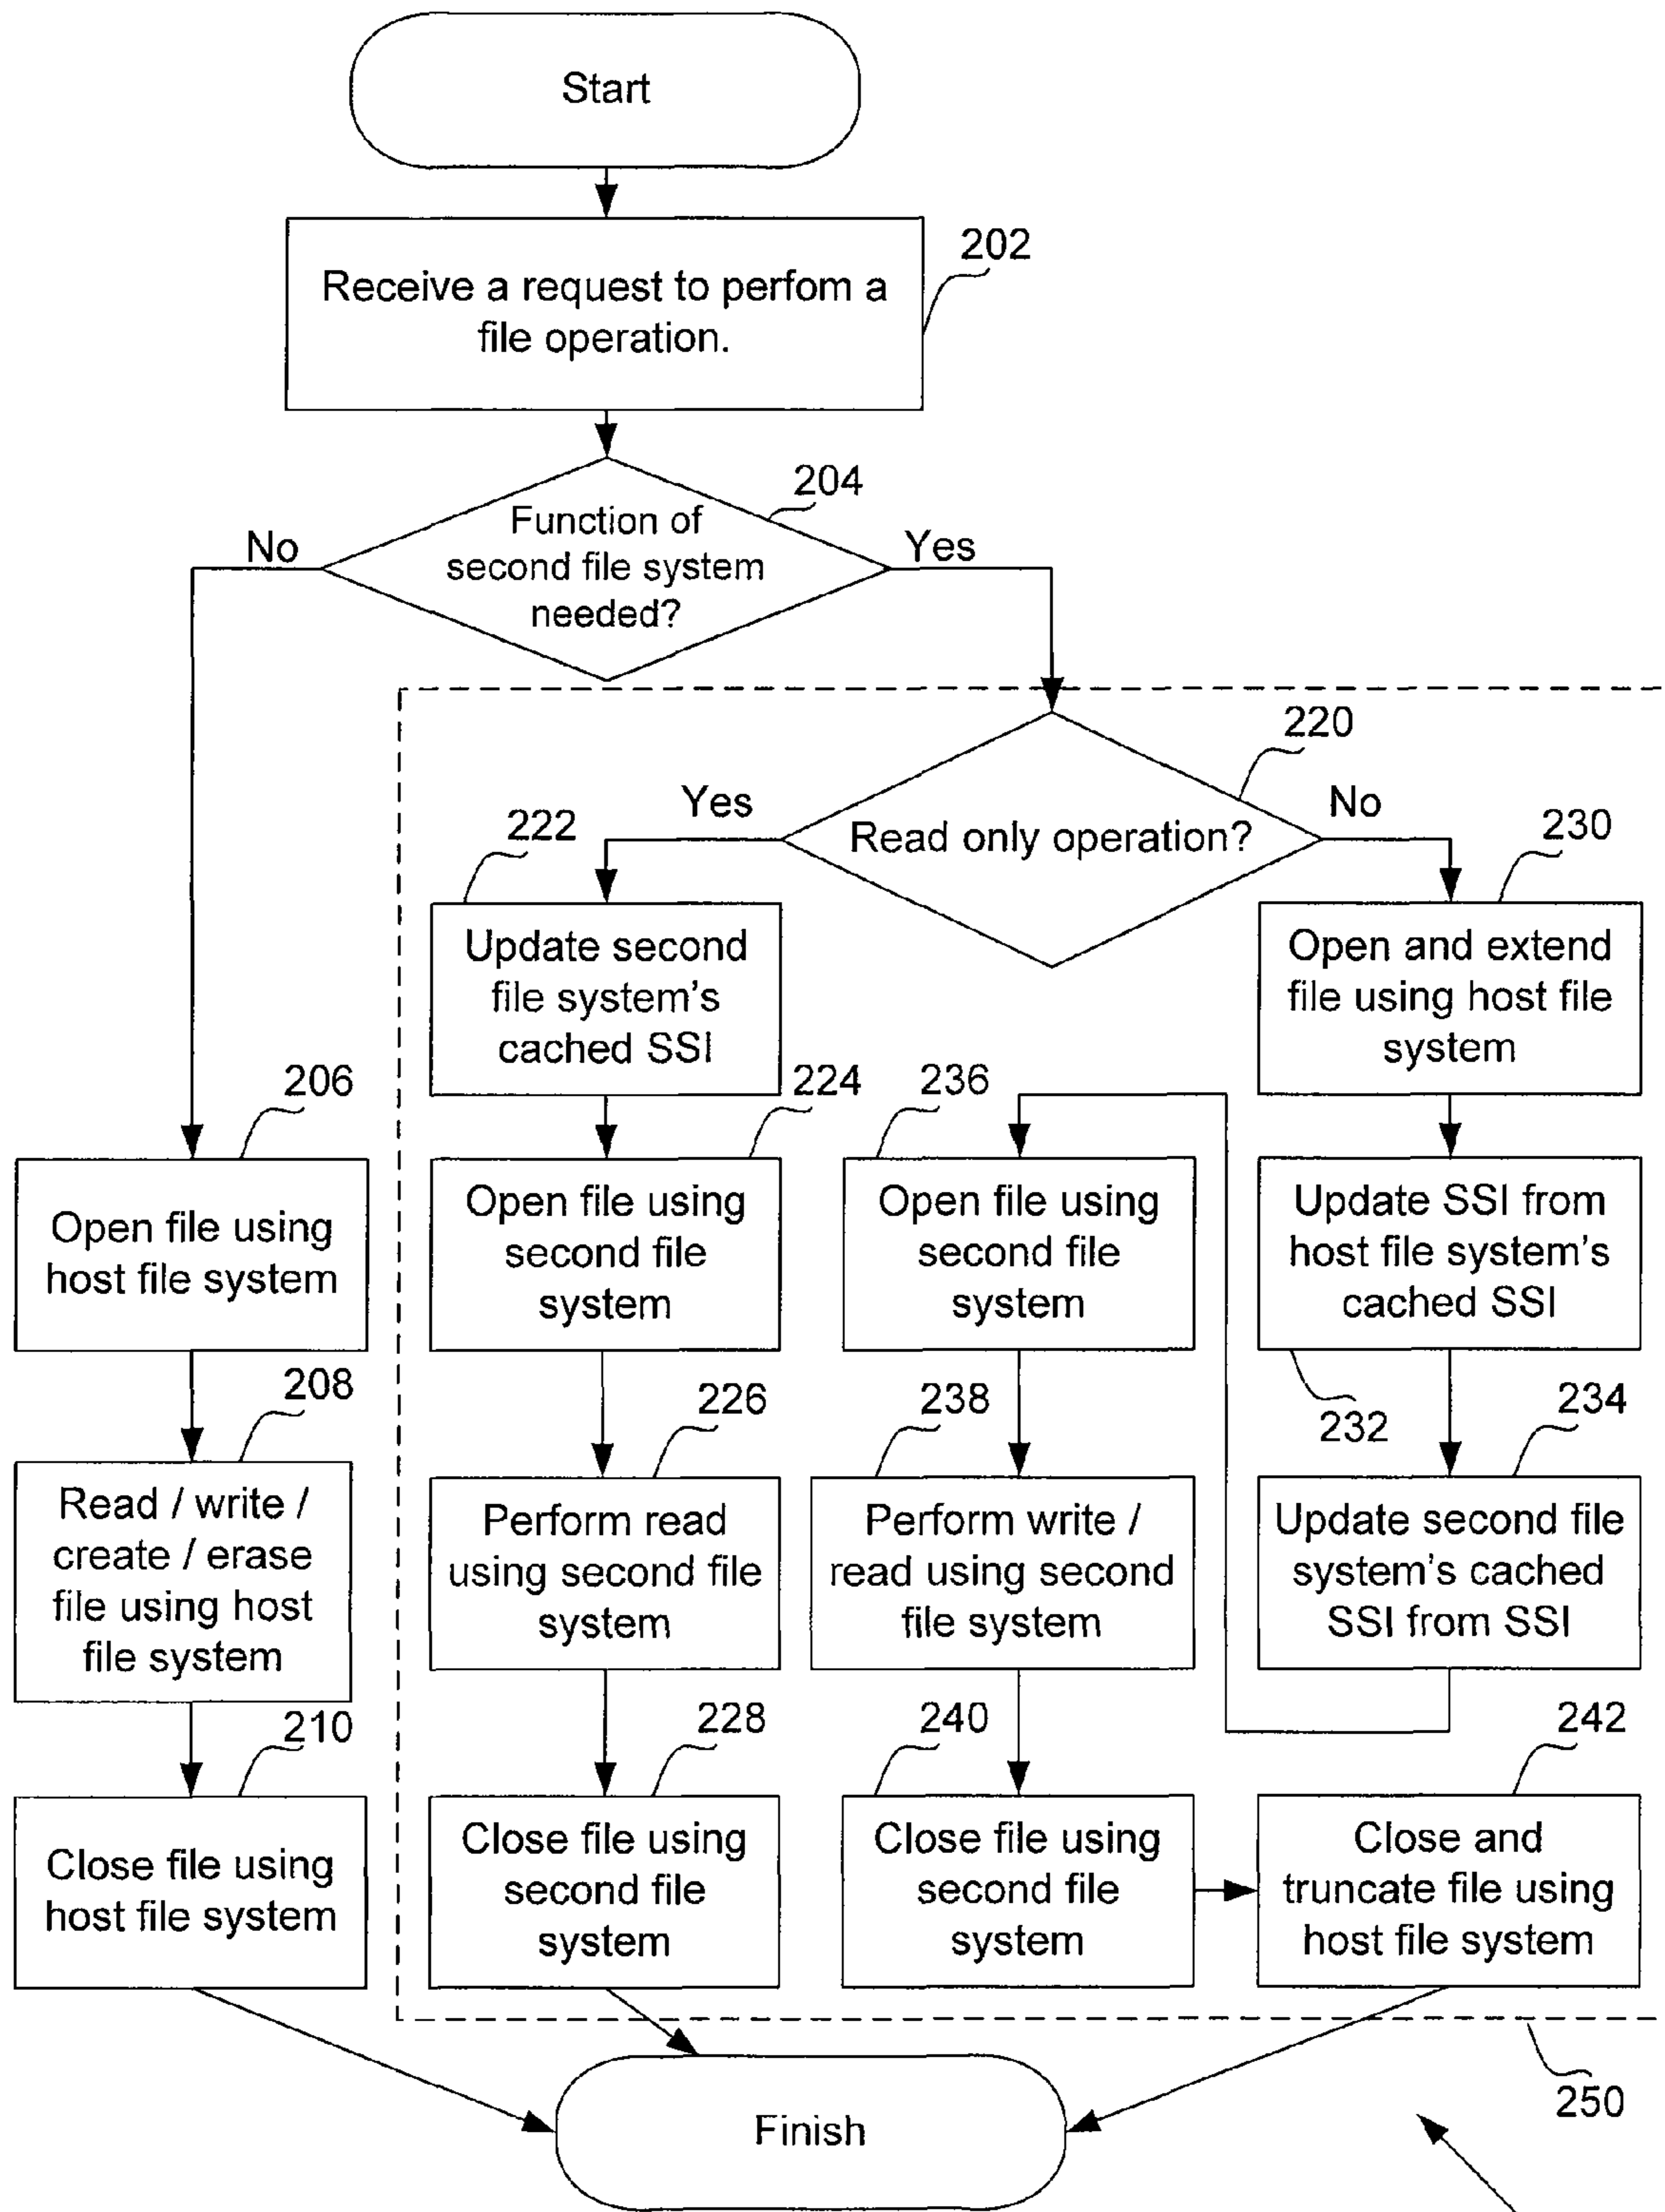 Start
202
Receive a request to perfom a
file operation.
204
Function of
second file system
needed?
No
Yes
220
Read only operation?
Yes
No
222
Update second
file system's
cached SSI
230
Open and extend
file using host file
system
206
Open file using
host file system
224
Open file using
second file
system
236
Open file using
second file
system
Update SSI from
host file system's
cached SSI
232
208
Read / write /
create / erase
file using host
file system
226
Perform read
using second file
system
238
Perform write /
read using second
file system
234
Update second file
system's cached
SSI from SSI
210
Close file using
host file system
228
Close file using
second file
system
240
Close file using
second file
system
242
Close and
truncate file using
host file system
250
Finish